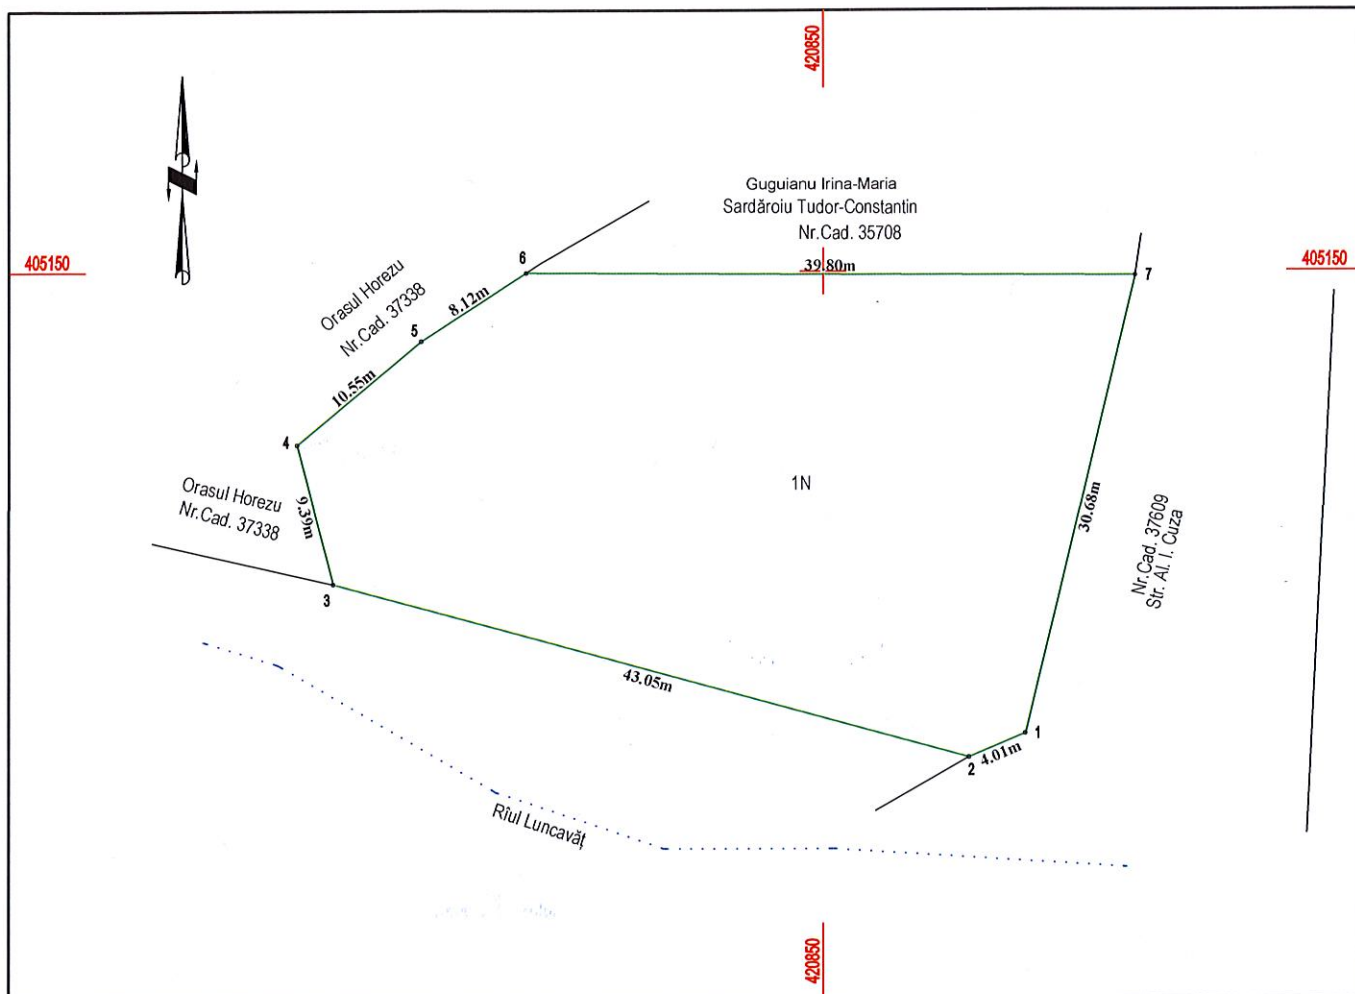 420850
Guguianu Irina-Maria
Sardăroiu Tudor-Constantin
Nr.Cad. 35708
405150
405150
39.80m
6
7
Orasul Horezu
Nr.Cad. 37338
8.12m
5
10.55m
4
Orasul Horezu
Nr.Cad. 37338
9.39m
3
1N
30.68m
Nr.Cad. 37609
Str. Al. I. Cuza
43.05m
1
2
4.01m
Rîul Luncavăț
420850